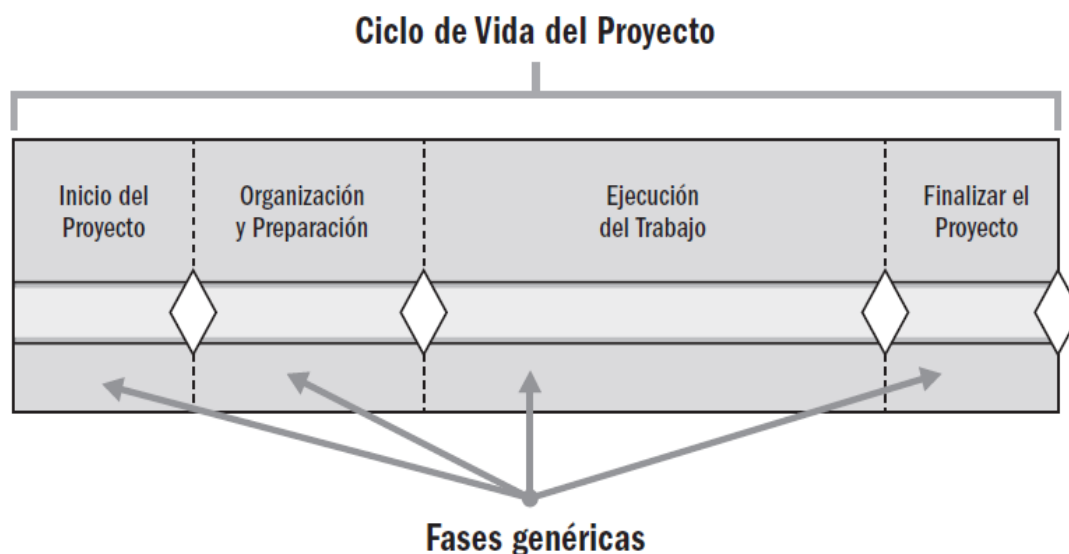 Ciclo de Vida del Proyecto
Inicio del
Proyecto
Organización
y Preparación
Ejecución
del Trabajo
Finalizar el
Proyecto
Fases genéricas